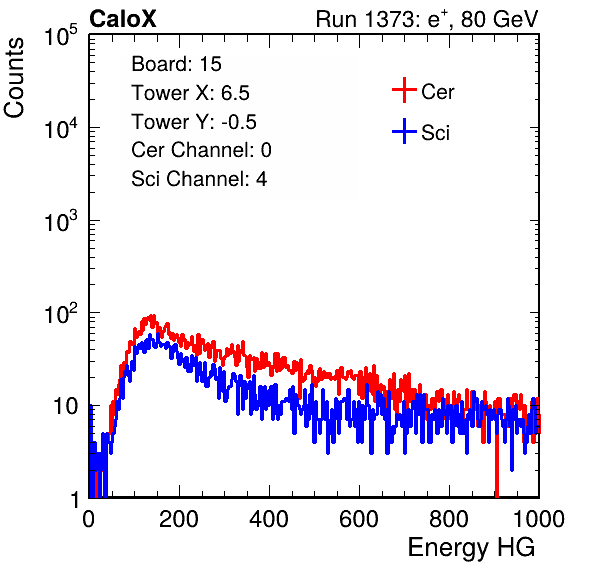 CaloX Run 1373: e⁺, 80 GeV
Counts
Board: 15
Tower X: 6.5
Tower Y: -0.5
Cer Channel: 0
Sci Channel: 4
Cer
Sci
10⁵
10⁴
10³
10²
10
1
0 200 400 600 800 1000
Energy HG